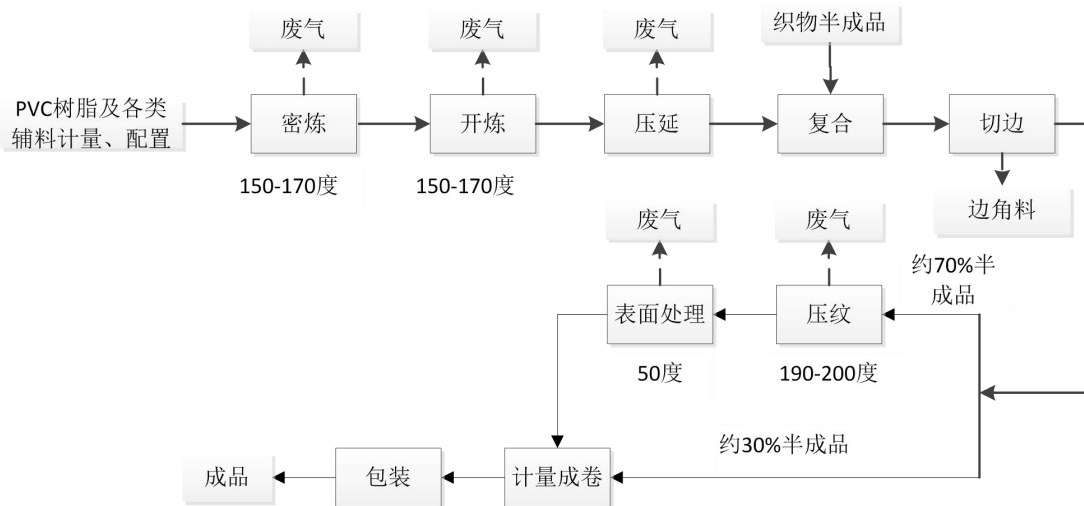 废气
废气
废气
织物半成品
PVC树脂及各类
辅料计量、配置
密炼
开炼
压延
复合
切边
150-170度
150-170度
边角料
废气
废气
约70%半
成品
表面处理
压纹
50度
190-200度
约30%半成品
成品
包装
计量成卷